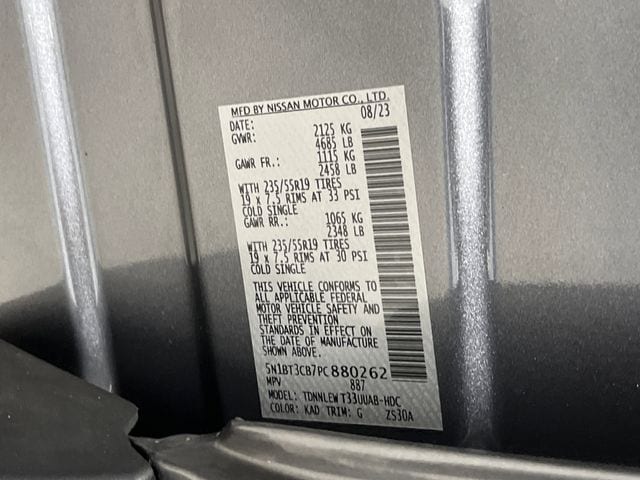 MFD BY NISSAN MOTOR CO., LTD.
DATE: 08/23
GVWR: 2125 KG
4685 LB
GAWR FR.: 1115 KG
2458 LB
WITH 235/55R19 TIRES
19 x 7.5 RIMS AT 33 PSI
COLD SINGLE
GAWR RR.: 1065 KG
2348 LB
WITH 235/55R19 TIRES
19 x 7.5 RIMS AT 30 PSI
COLD SINGLE
THIS VEHICLE CONFORMS TO
ALL APPLICABLE FEDERAL
MOTOR VEHICLE SAFETY AND
THEFT PREVENTION
STANDARDS IN EFFECT ON
THE DATE OF MANUFACTURE
SHOWN ABOVE.
5N1BT3CB7PC880262
MPV 887
MODEL: TDNNLEW T33UUAB-HDC
COLOR: KAD TRIM: G ZS30A